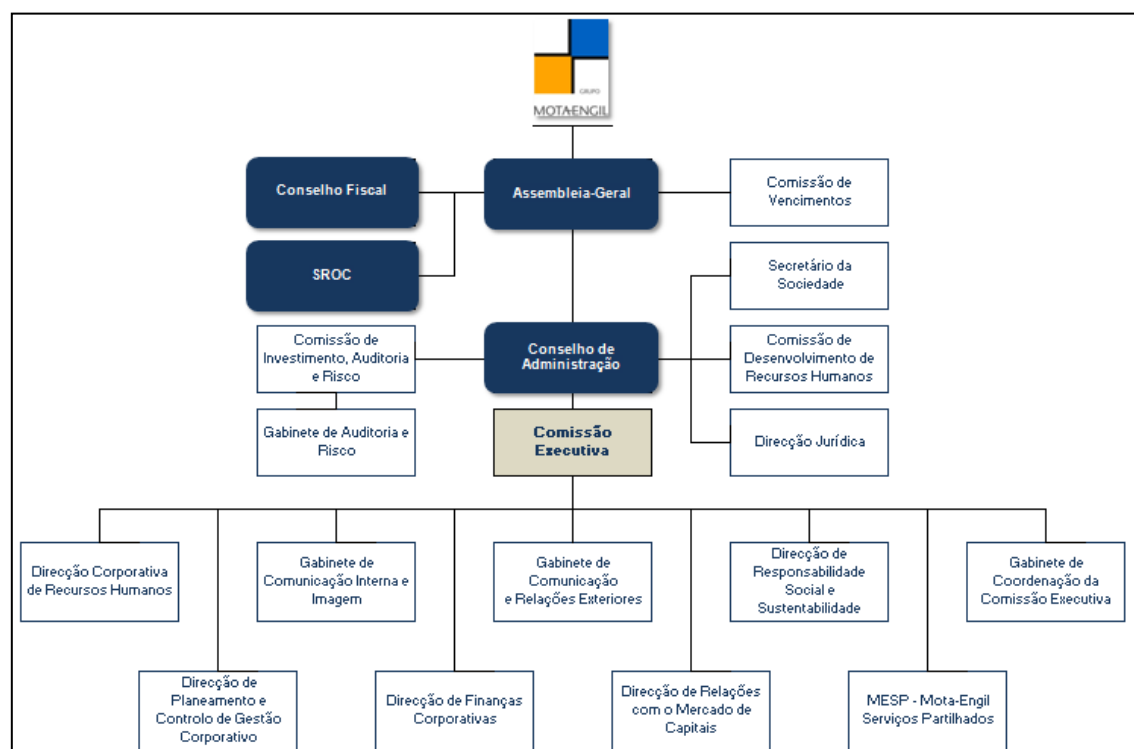 GRUPO
MOTA-ENGIL
Conselho Fiscal
Assembleia-Geral
Comissão de
Vencimentos
SROC
Secretário da
Sociedade
Comissão de
Investimento, Auditoria
e Risco
Conselho de
Administração
Comissão de
Desenvolvimento de
Recursos Humanos
Gabinete de Auditoria e
Risco
Comissão
Executiva
Direcção Jurídica
Direcção Corporativa
de Recursos Humanos
Gabinete de
Comunicação Interna e
Imagem
Gabinete de
Comunicação
e Relações Exteriores
Direcção de
Responsabilidade
Social e
Sustentabilidade
Gabinete de
Coordenação da
Comissão Executiva
Direcção de
Planeamento e
Controlo de Gestão
Corporativo
Direcção de Finanças
Corporativas
Direcção de Relações
com o Mercado de
Capitais
MESP - Mota-Engil
Serviços Partilhados